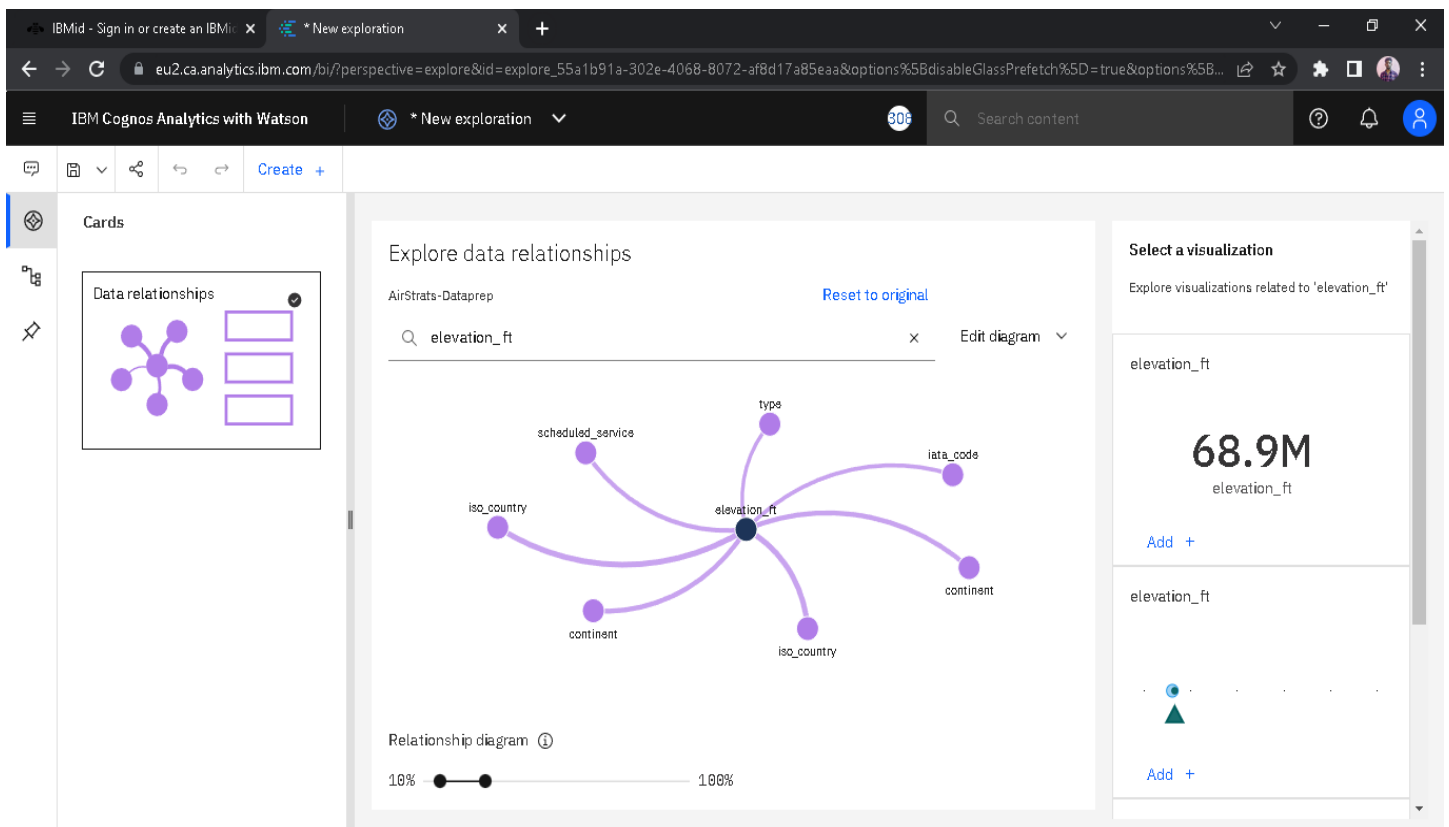 IBMid - Sign in or create an IBMid
* New exploration
eu2.ca.analytics.ibm.com/bi/?perspective=explore&id=explore_55a1b91a-302e-4068-8072-af8d17a85eaa&options%5BdisableGlassPrefetch%5D=true&options%5B...
IBM Cognos Analytics with Watson
* New exploration
308
Search content
Create +
Cards
Data relationships
Explore data relationships
AirStrats-Dataprep
Reset to original
elevation_ft
Edit diagram
type
scheduled_service
iata_code
iso_country
elevation_ft
continent
continent
iso_country
Relationship diagram
10%
100%
Select a visualization
Explore visualizations related to 'elevation_ft'
elevation_ft
68.9M
elevation_ft
Add +
elevation_ft
Add +